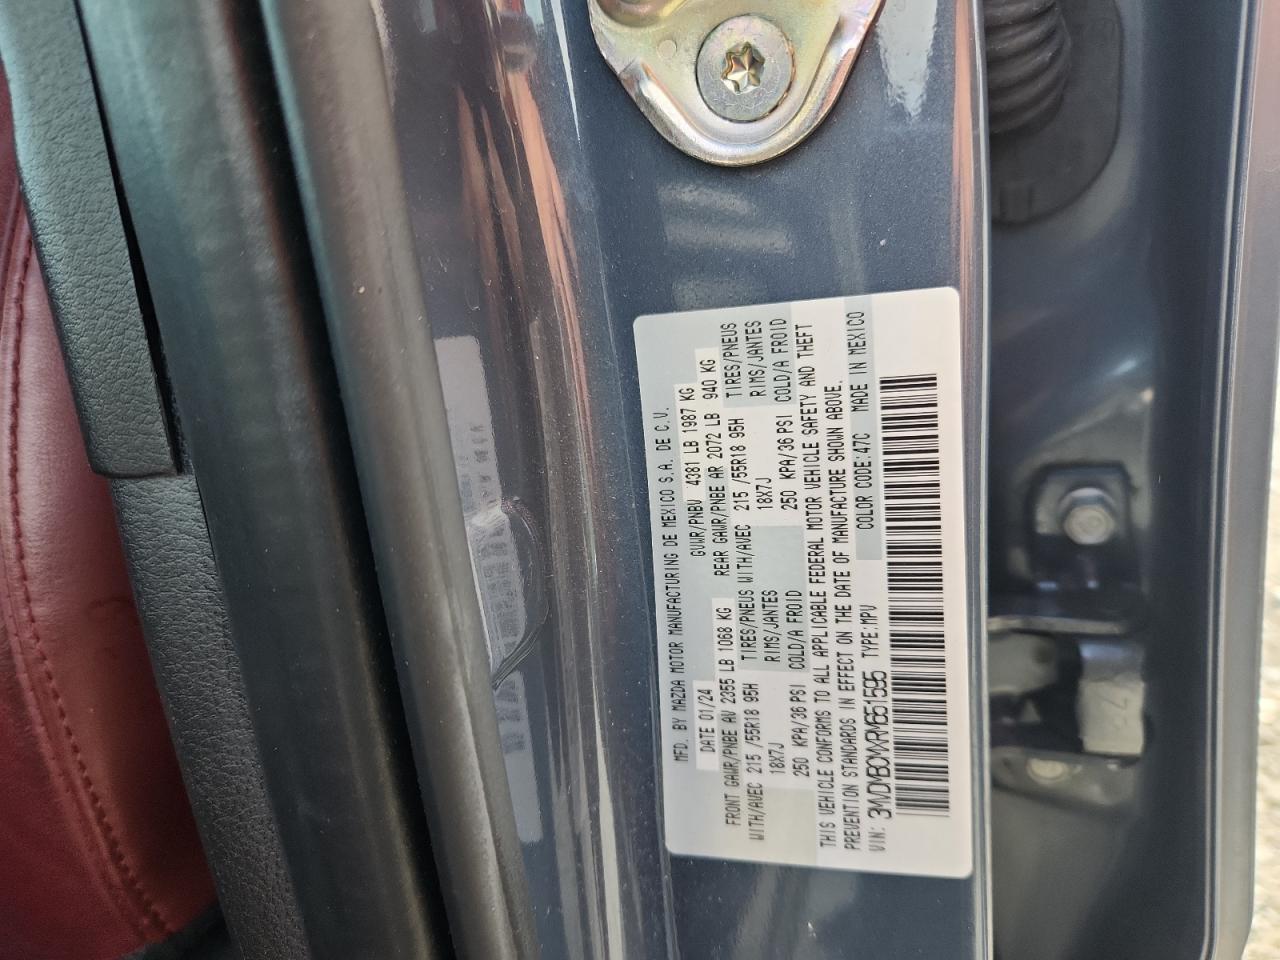 MFD. BY MAZDA MOTOR MANUFACTURING DE MEXICO S.A. DE C.V.
DATE 01/24 GVWR/PNBV 4381 LB 1987 KG
FRONT GAWR/PNBE AV 2355 LB 1068 KG REAR GAWR/PNBE AR 2072 LB 940 KG
WITH/AVEC 215 /55R18 95H TIRES/PNEUS WITH/AVEC 215 /55R18 95H TIRES/PNEUS
18X7J RIMS/JANTES 18X7J RIMS/JANTES
250 KPA/36 PSI COLD/A FROID 250 KPA/36 PSI COLD/A FROID
THIS VEHICLE CONFORMS TO ALL APPLICABLE FEDERAL MOTOR VEHICLE SAFETY AND THEFT
PREVENTION STANDARDS IN EFFECT ON THE DATE OF MANUFACTURE SHOWN ABOVE.
VIN: 3MVDMBCMXRM651595 TYPE:MPV COLOR CODE:47C MADE IN MEXICO